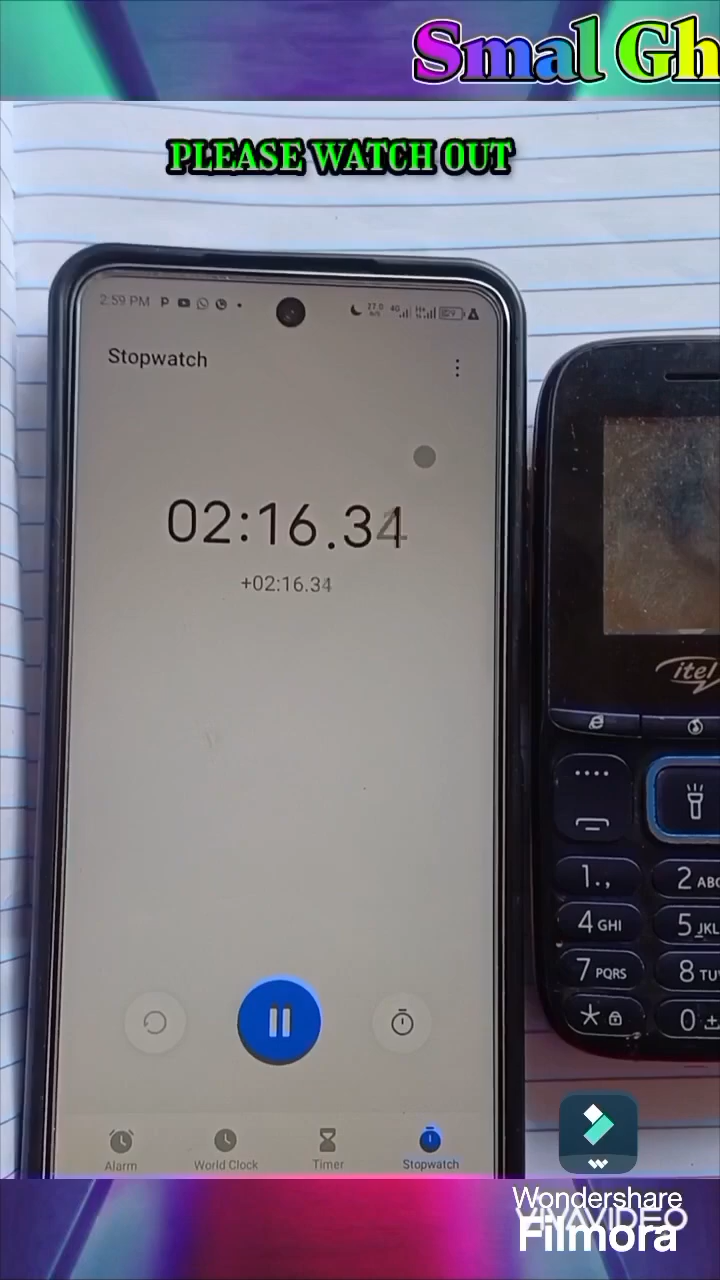 Smal Gh
PLEASE WATCH OUT
2:59 PM
4G
Stopwatch
02:16.34
+02:16.34
itel
1.,
2 ABC
4 GHI
5 JKL
7 PQRS
8 TU
* 
0 +
Alarm
World Clock
Timer
Stopwatch
Wondershare
VIVAVIDEO
Filmora